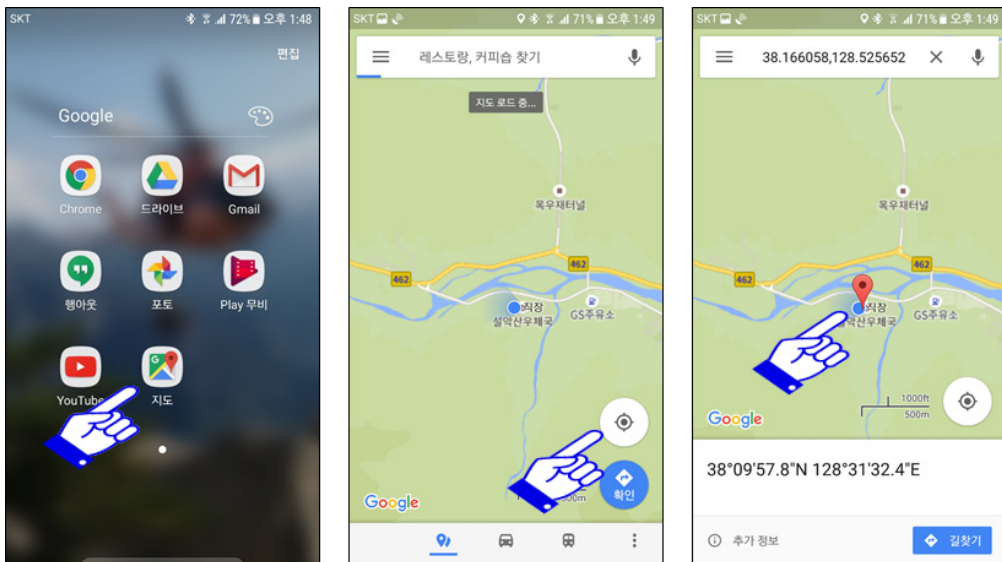 SKT 72% 오후 1:48
편집
Google
Chrome 드라이브 Gmail
행아웃 포토 Play 무비
YouTube 지도
SKT 71% 오후 1:49
레스토랑, 커피숍 찾기
지도 로드 중...
목우재터널
462
462
직장
설악산우체국 GS주유소
확인
Google
SKT 71% 오후 1:49
38.166058,128.525652
목우재터널
462
462
직장
악산우체국 GS주유소
1000ft
500m
Google
38°09'57.8"N 128°31'32.4"E
추가 정보 길찾기